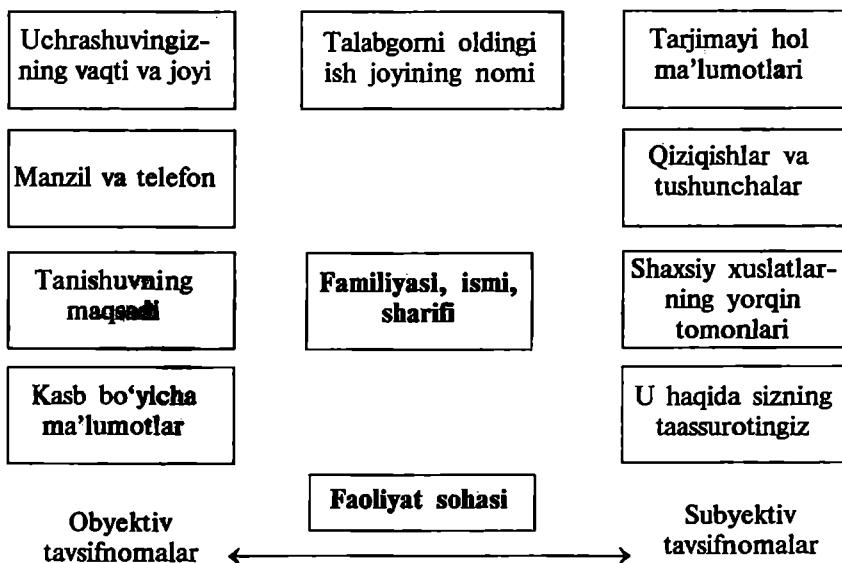 Uchrashuvingiz-
ning vaqti va joyi
Talabgorni oldingi
ish joyining nomi
Tarjimayi hol
ma’lumotlari
Manzil va telefon
Qiziqishlar va
tushunchalar
Tanishuvning
maqsadi
Familiyasi, ismi,
sharifi
Shaxsiy xuslatlar-
ning yorqin
tomonlari
Kasb bo‘yicha
ma’lumotlar
U haqida sizning
taassurotingiz
Faoliyat sohasi
Obyektiv
tavsifnomalar
Subyektiv
tavsifnomalar